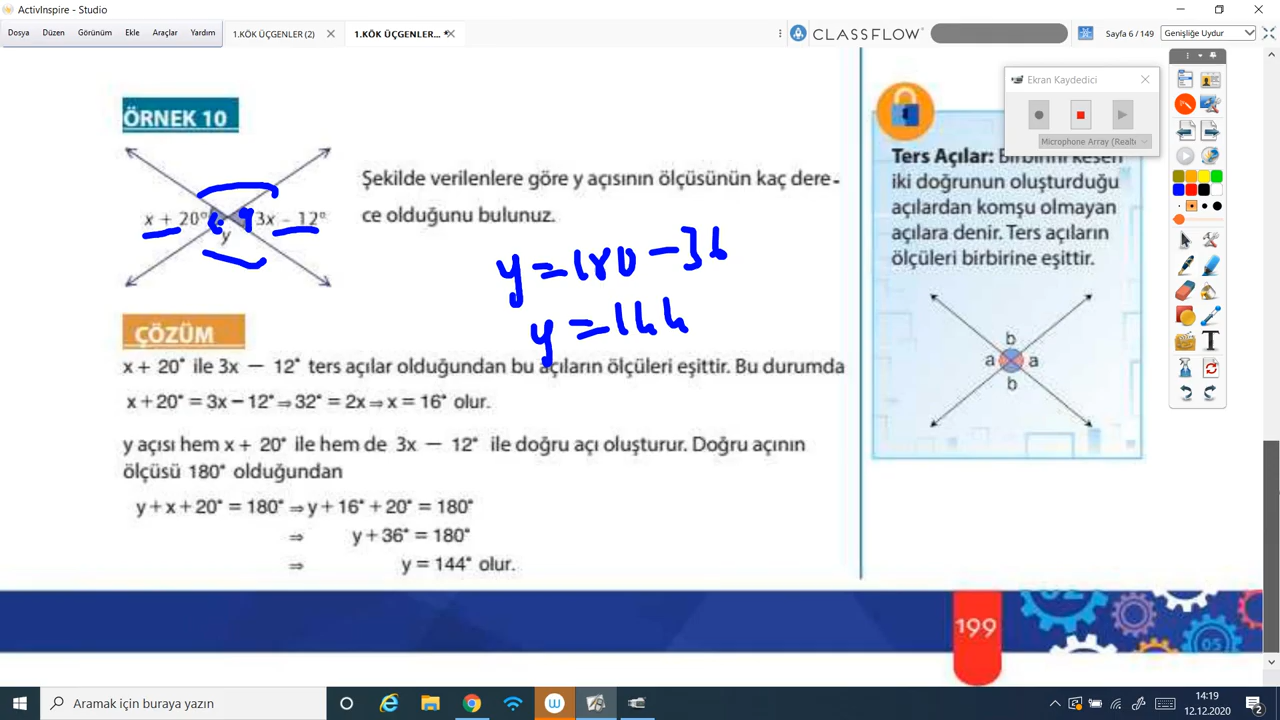 ActivInspire - Studio
Dosya Düzen Görünüm Ekle Araçlar Yardım
1.KÖK ÜÇGENLER (2)
1.KÖK ÜÇGENLER... *
CLASSFLOW
Sayfa 6 / 149
Genişliğe Uydur
Ekran Kaydedici
Microphone Array (Realt
ÖRNEK 10
x + 20°
3x - 12°
y
Şekilde verilenlere göre y açısının ölçüsünün kaç dere-
ce olduğunu bulunuz.
y = 180 - 36
y = 144
ÇÖZÜM
x + 20° ile 3x − 12° ters açılar olduğundan bu açıların ölçüleri eşittir. Bu durumda
x+20° = 3x−12° ⇒ 32° = 2x ⇒ x = 16° olur.
y açısı hem x + 20° ile hem de 3x − 12° ile doğru açı oluşturur. Doğru açının
ölçüsü 180° olduğundan
y+x+20° = 180° ⇒ y+16°+20° = 180°
⇒ y+36° = 180°
⇒ y = 144° olur.
Ters Açılar: Birbirini kesen
iki doğrunun oluşturduğu
açılardan komşu olmayan
açılara denir. Ters açıların
ölçüleri birbirine eşittir.
b
a a
b
199
05
Aramak için buraya yazın
14:19
12.12.2020
2